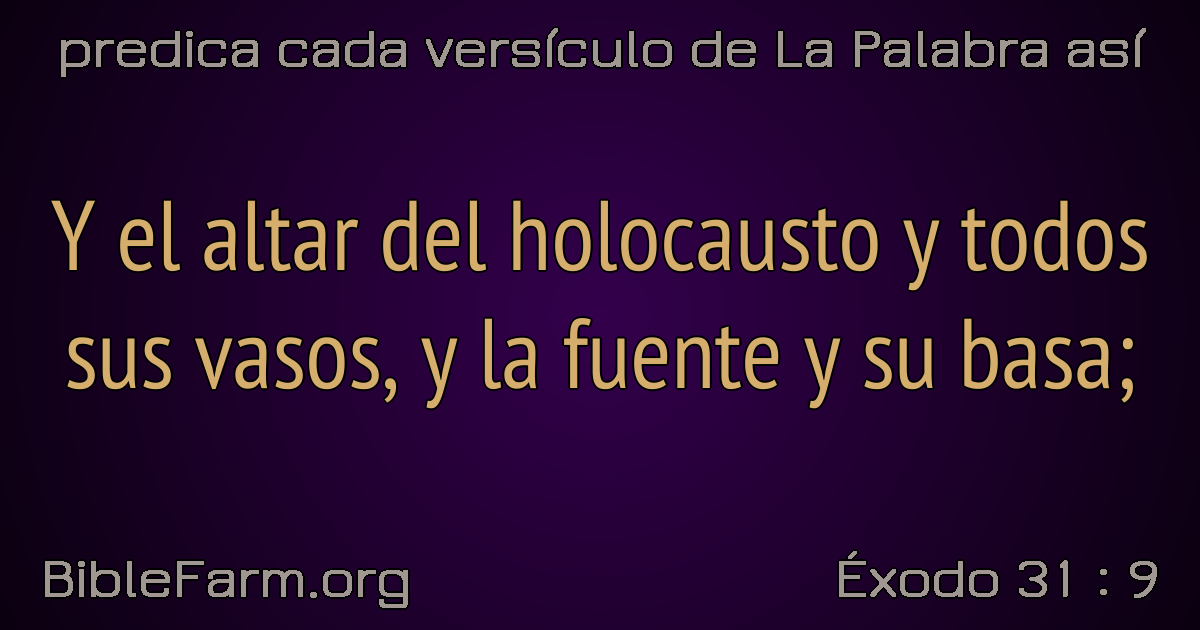 predica cada versículo de La Palabra así
Y el altar del holocausto y todos
sus vasos, y la fuente y su basa;
BibleFarm.org
Éxodo 31 : 9